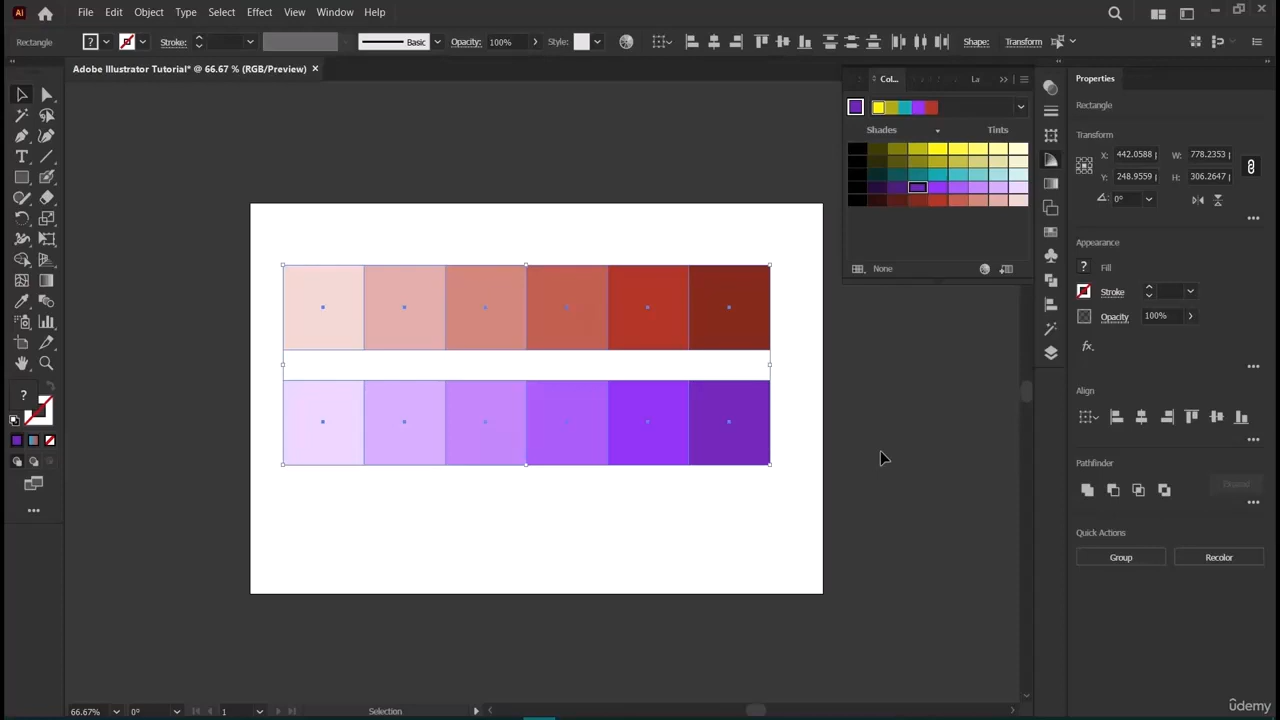 Ai File Edit Object Type Select Effect View Window Help
Rectangle ? Stroke: Basic Opacity: 100% Style: Shape: Transform
Adobe Illustrator Tutorial* @ 66.67 % (RGB/Preview) ×
Col... La
Shades Tints
None
Properties
Rectangle
Transform
X: 442.0588 p W: 778.2353
Y: 248.9559 p H: 306.2647 p
0°
Appearance
? Fill
Stroke
Opacity 100%
fx.
Align
Pathfinder
Expand
Quick Actions
Group Recolor
?
66.67% 0° 1 Selection
udemy